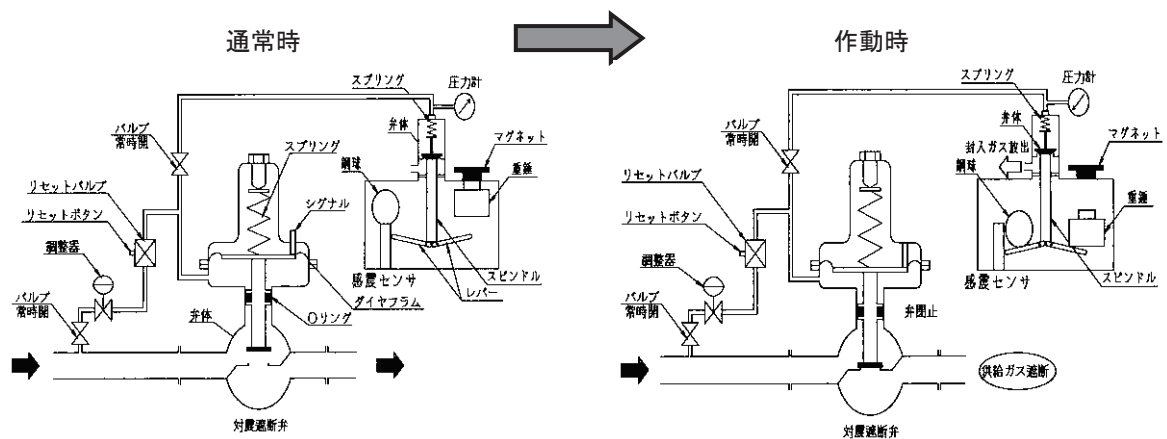 通常時
スプリング
圧力計
弁体
マグネット
バルブ
常時開
スプリング
鋼球
重錘
リセットバルブ
シグナル
リセットボタン
調整器
スピンドル
感震センサ
レバー
バルブ
常時開
ダイヤフラム
弁体
Oリング
対震遮断弁
作動時
スプリング
圧力計
弁体
マグネット
バルブ
常時開
封入ガス放出
鋼球
リセットバルブ
重錘
リセットボタン
調整器
スピンドル
感震センサ
バルブ
常時開
弁閉止
供給ガス遮断
対震遮断弁